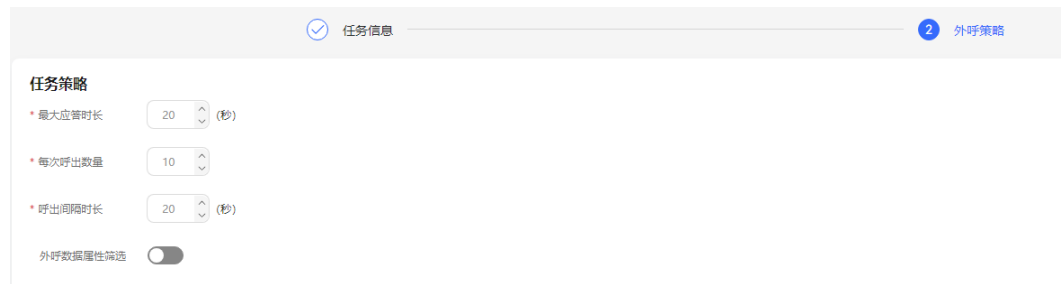 任务信息
2 外呼策略
任务策略
* 最大应答时长 20 (秒)
* 每次呼出数量 10
* 呼出间隔时长 20 (秒)
外呼数据属性筛选